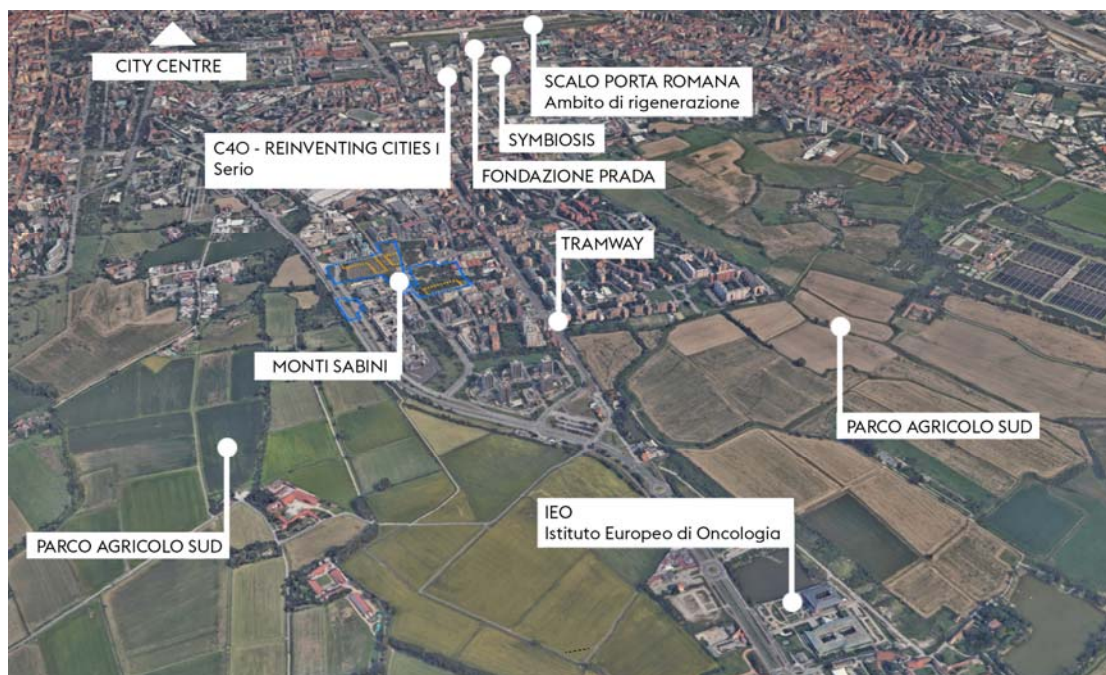 CITY CENTRE
SCALO PORTA ROMANA
Ambito di rigenerazione
C40 - REINVENTING CITIES I
Serio
SYMBIOSIS
FONDAZIONE PRADA
TRAMWAY
MONTI SABINI
PARCO AGRICOLO SUD
IEO
Istituto Europeo di Oncologia
PARCO AGRICOLO SUD